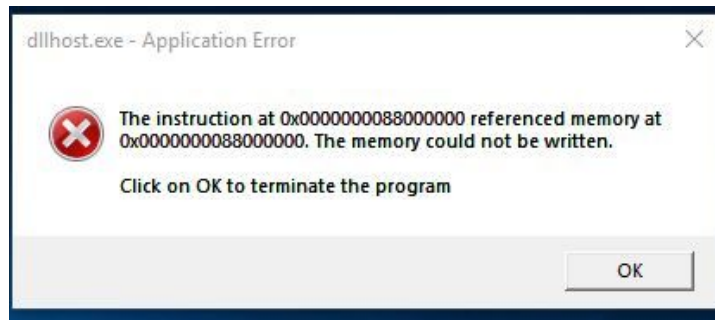 dllhost.exe - Application Error
The instruction at 0x0000000088000000 referenced memory at
0x0000000088000000. The memory could not be written.
Click on OK to terminate the program
OK